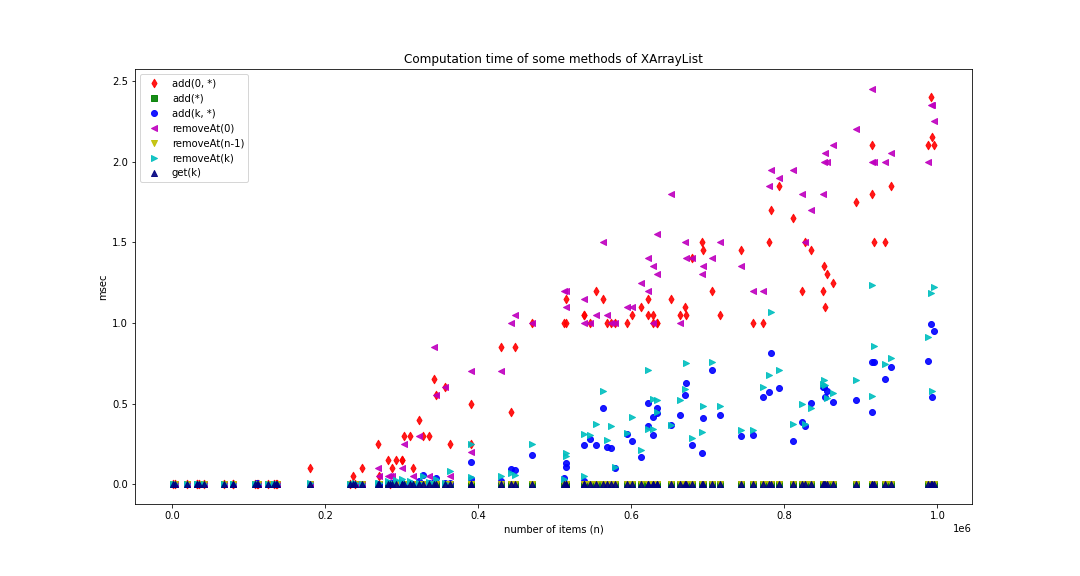 Computation time of some methods of XArrayList
2.5
2.0
1.5
1.0
0.5
0.0
msec
add(0, *)
add(*)
add(k, *)
removeAt(0)
removeAt(n-1)
removeAt(k)
get(k)
0.0 0.2 0.4 0.6 0.8 1.0
1e6
number of items (n)